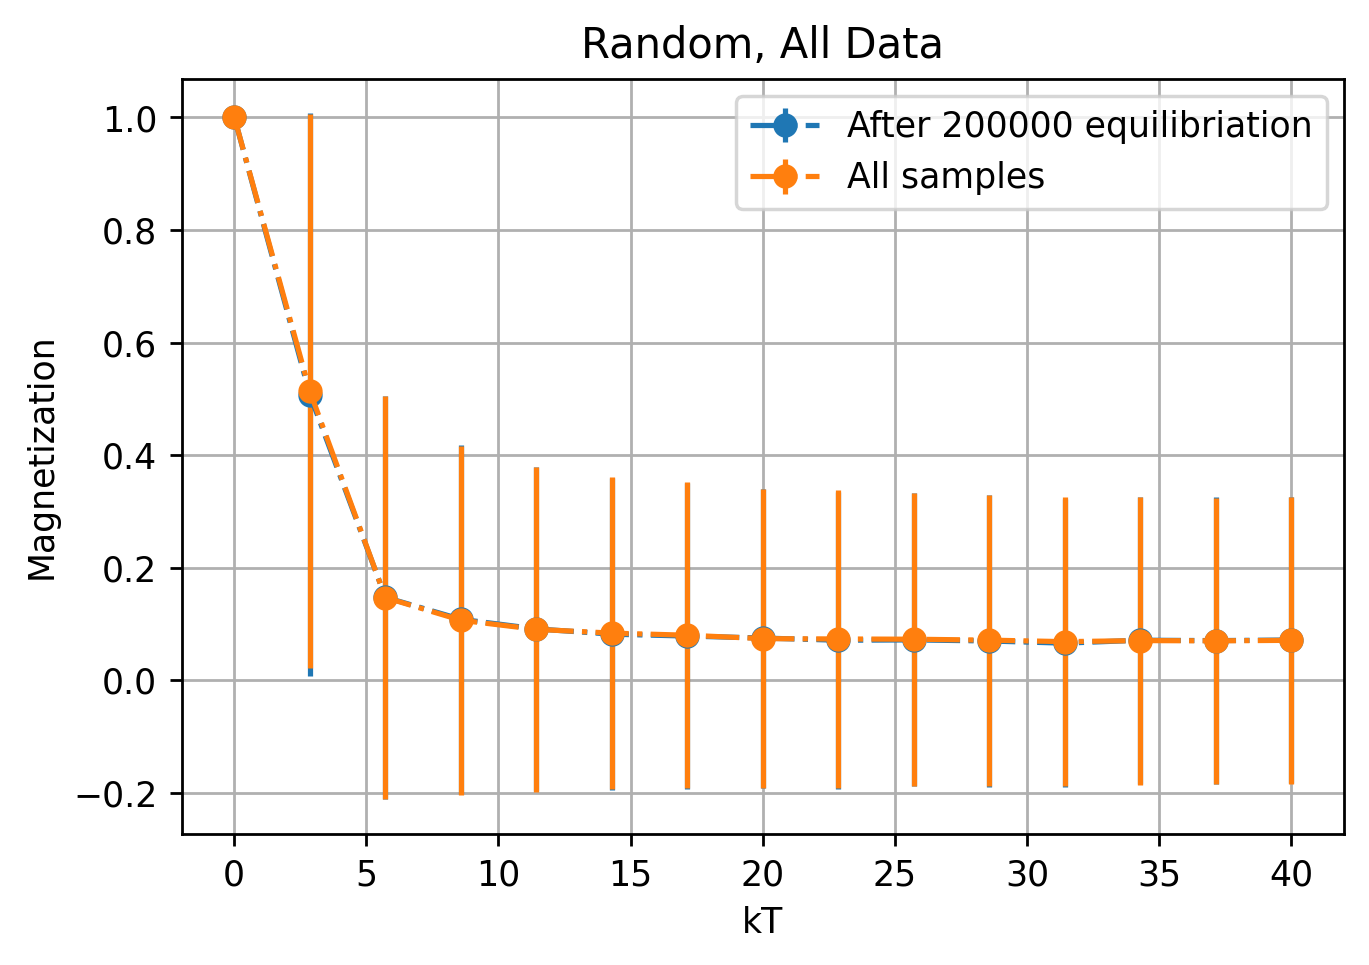 Random, All Data
After 200000 equilibriation
All samples
1.0
0.8
0.6
0.4
0.2
0.0
−0.2
Magnetization
0 5 10 15 20 25 30 35 40
kT